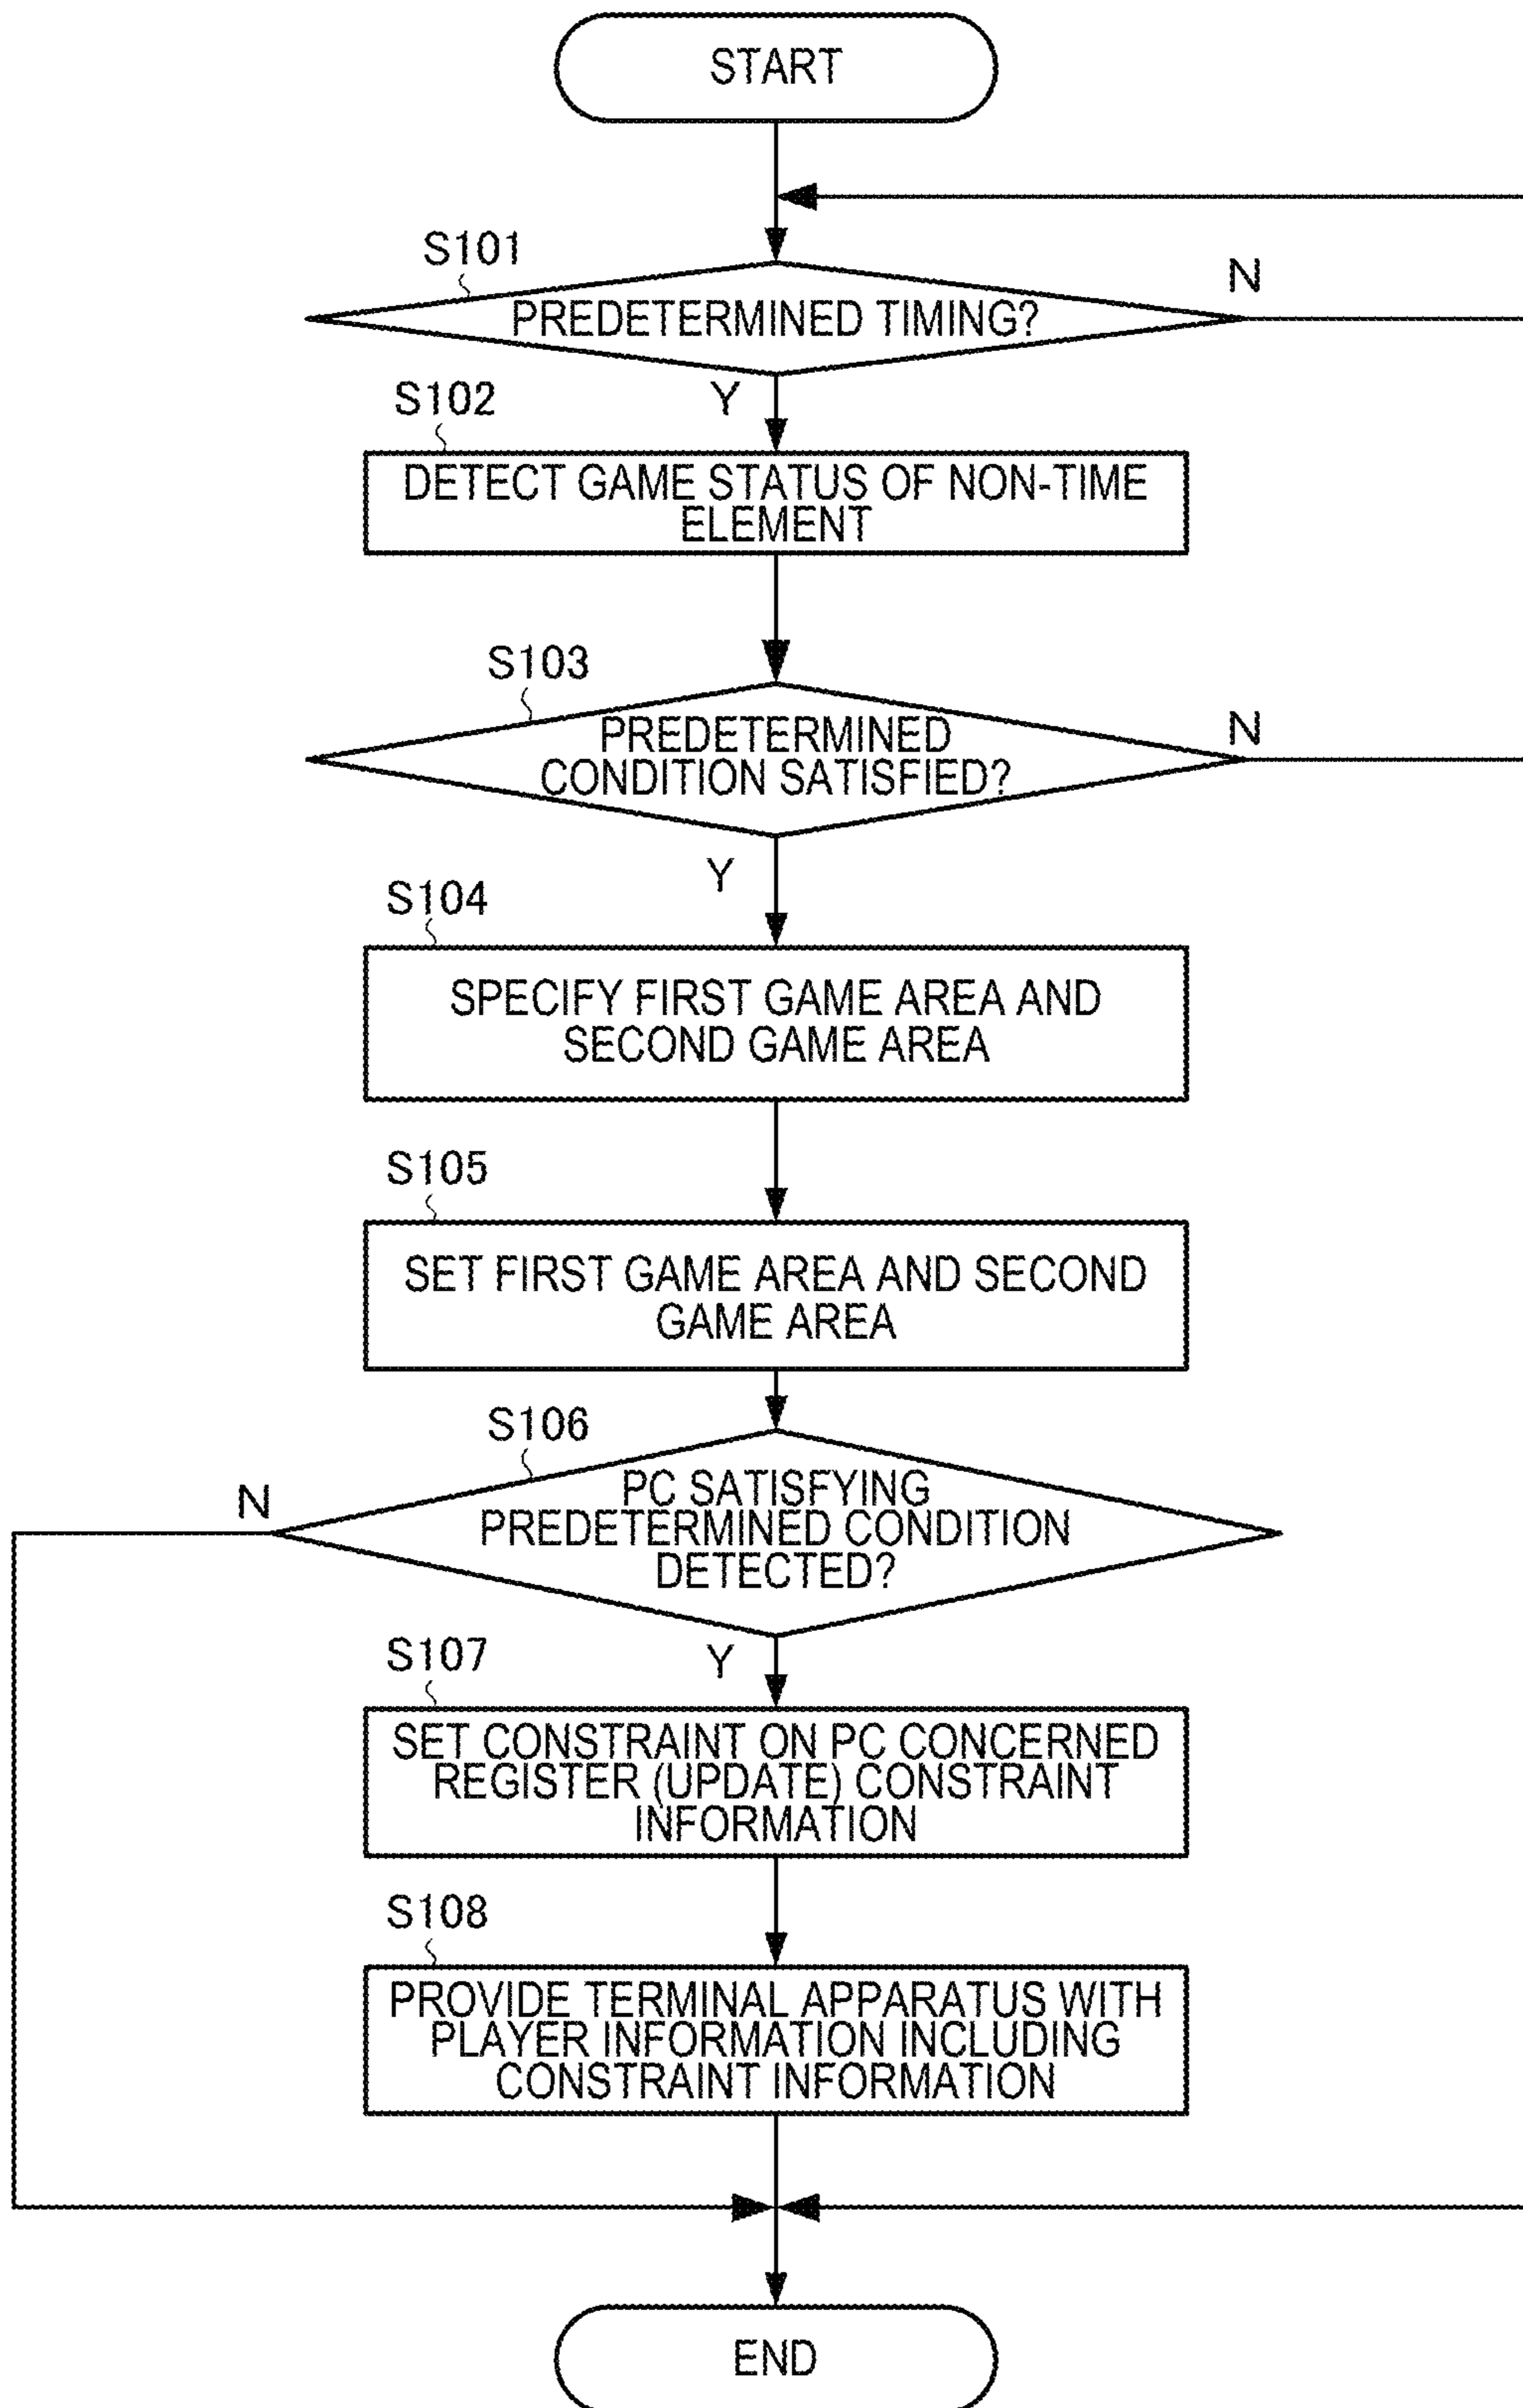 START
S101
N
PREDETERMINED TIMING?
Y
S102
DETECT GAME STATUS OF NON-TIME
ELEMENT
S103
N
PREDETERMINED
CONDITION SATISFIED?
Y
S104
SPECIFY FIRST GAME AREA AND
SECOND GAME AREA
S105
SET FIRST GAME AREA AND SECOND
GAME AREA
S106
N
PC SATISFYING
PREDETERMINED CONDITION
DETECTED?
Y
S107
SET CONSTRAINT ON PC CONCERNED
REGISTER (UPDATE) CONSTRAINT
INFORMATION
S108
PROVIDE TERMINAL APPARATUS WITH
PLAYER INFORMATION INCLUDING
CONSTRAINT INFORMATION
END